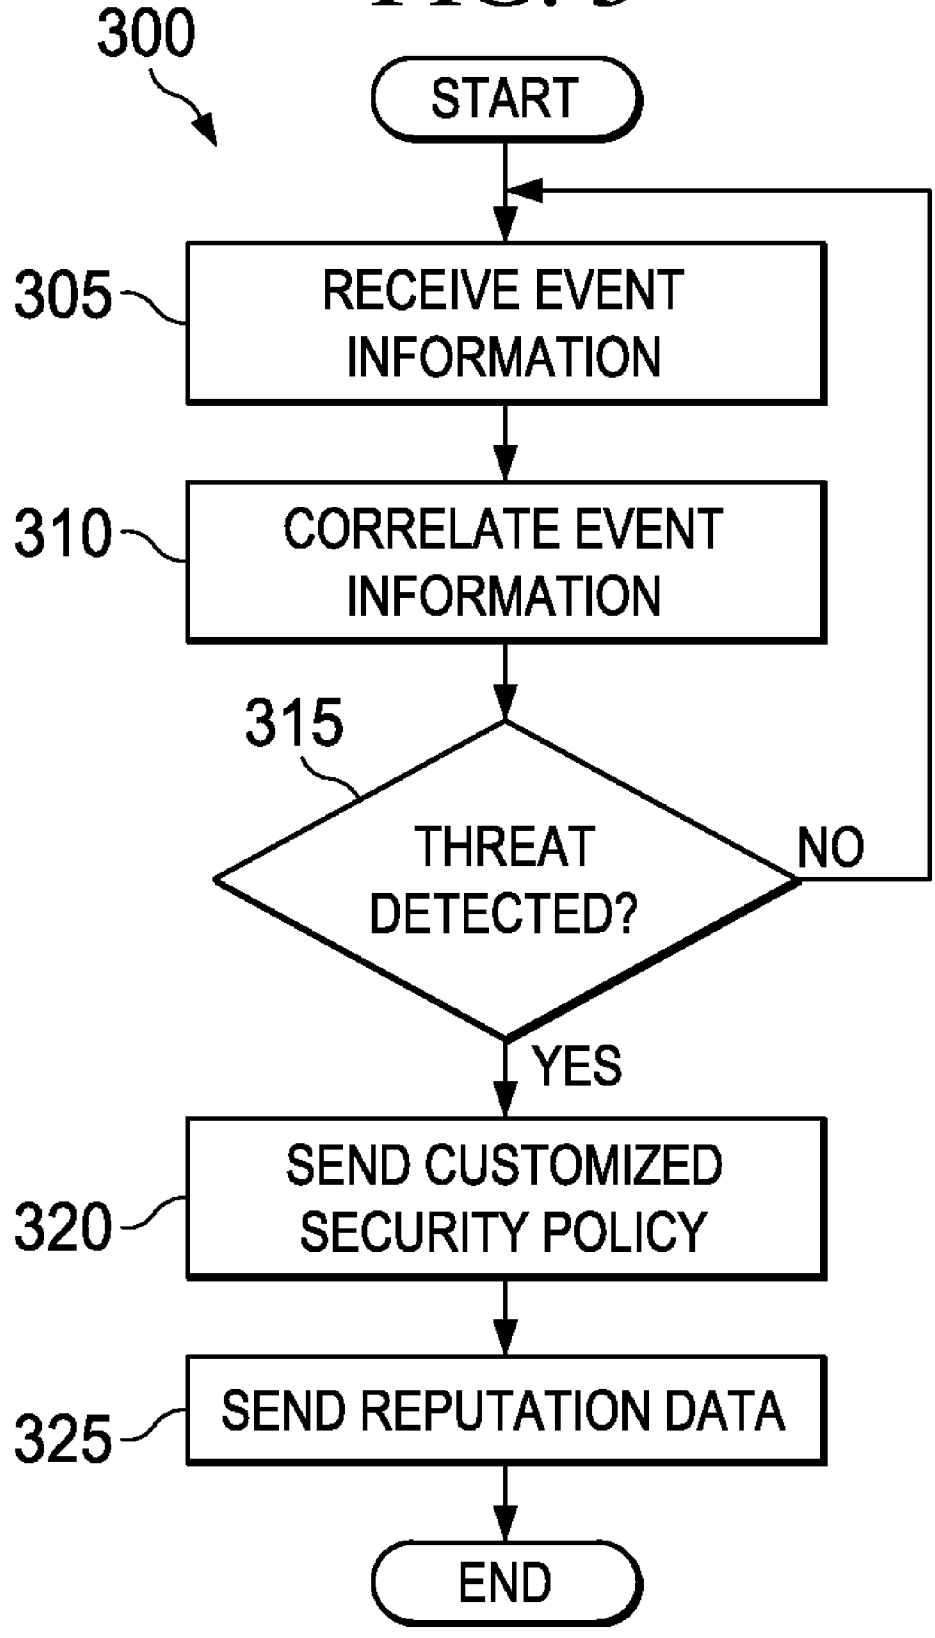 300
START
305
RECEIVE EVENT
INFORMATION
310
CORRELATE EVENT
INFORMATION
315
THREAT
DETECTED?
NO
YES
320
SEND CUSTOMIZED
SECURITY POLICY
325
SEND REPUTATION DATA
END